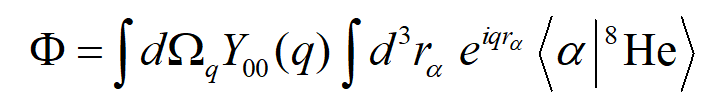 Φ = ∫ dΩ_q Y_00 (q) ∫ d³r_α e^{iqr_α} ⟨α|⁸He⟩